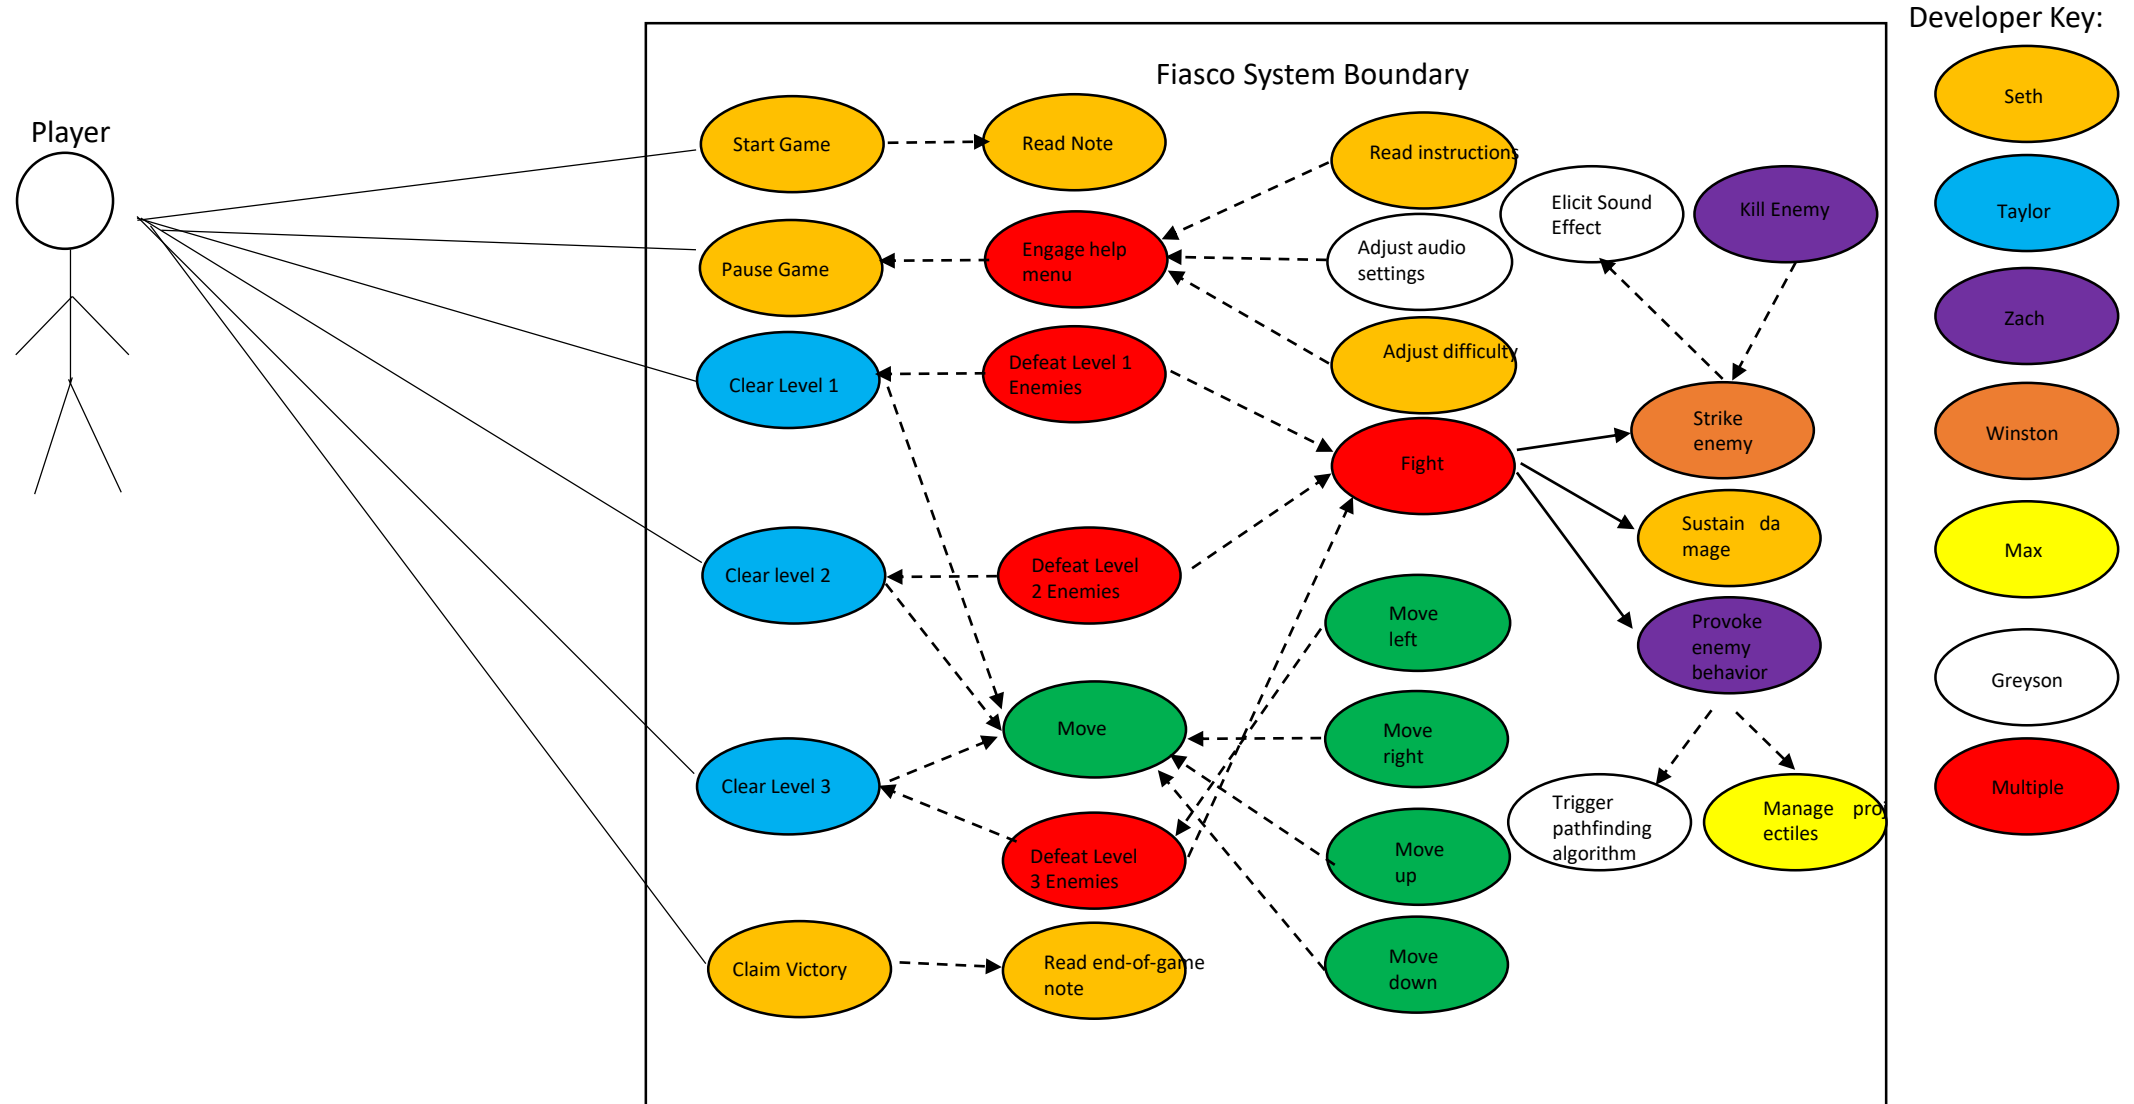 Developer Key:
Fiasco System Boundary
Player
Start Game
Read Note
Read instructions
Elicit Sound
Effect
Kill Enemy
Seth
Pause Game
Engage help
menu
Adjust audio
settings
Taylor
Clear Level 1
Defeat Level 1
Enemies
Adjust difficulty
Zach
Fight
Strike
enemy
Winston
Sustain da
mage
Max
Clear level 2
Defeat Level
2 Enemies
Move
left
Provoke
enemy
behavior
Greyson
Move
Move
right
Multiple
Clear Level 3
Defeat Level
3 Enemies
Move
up
Trigger
pathfinding
algorithm
Manage proj
ectiles
Claim Victory
Read end-of-game
note
Move
down